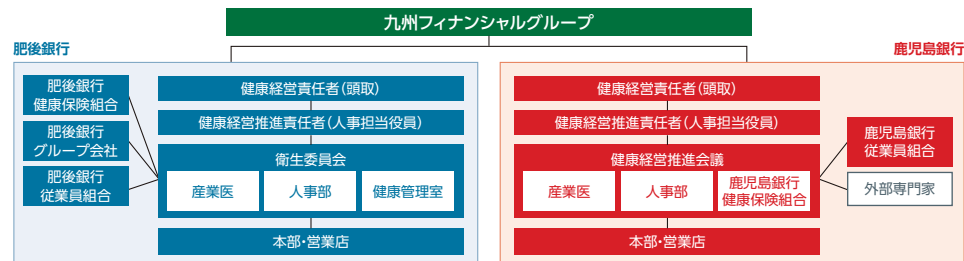 九州フィナンシャルグループ
肥後銀行
肥後銀行
健康保険組合
肥後銀行
グループ会社
肥後銀行
従業員組合
健康経営責任者（頭取）
健康経営推進責任者（人事担当役員）
衛生委員会
産業医
人事部
健康管理室
本部・営業店
鹿児島銀行
健康経営責任者（頭取）
健康経営推進責任者（人事担当役員）
健康経営推進会議
産業医
人事部
鹿児島銀行
健康保険組合
本部・営業店
鹿児島銀行
従業員組合
外部専門家